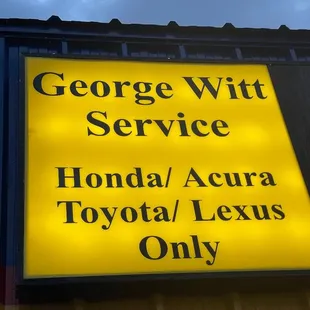 George Witt
Service
Honda/ Acura
Toyota/ Lexus
Only